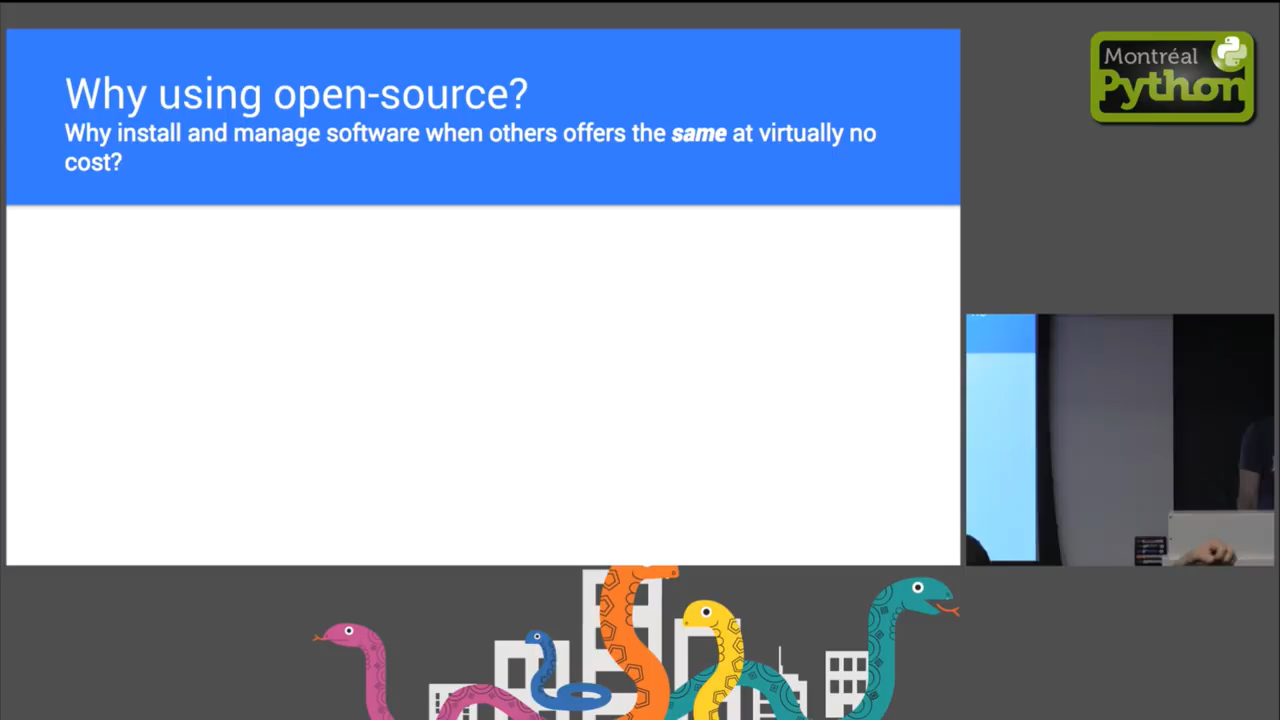 Why using open-source?
Why install and manage software when others offers the same at virtually no
cost?
Montréal
Python